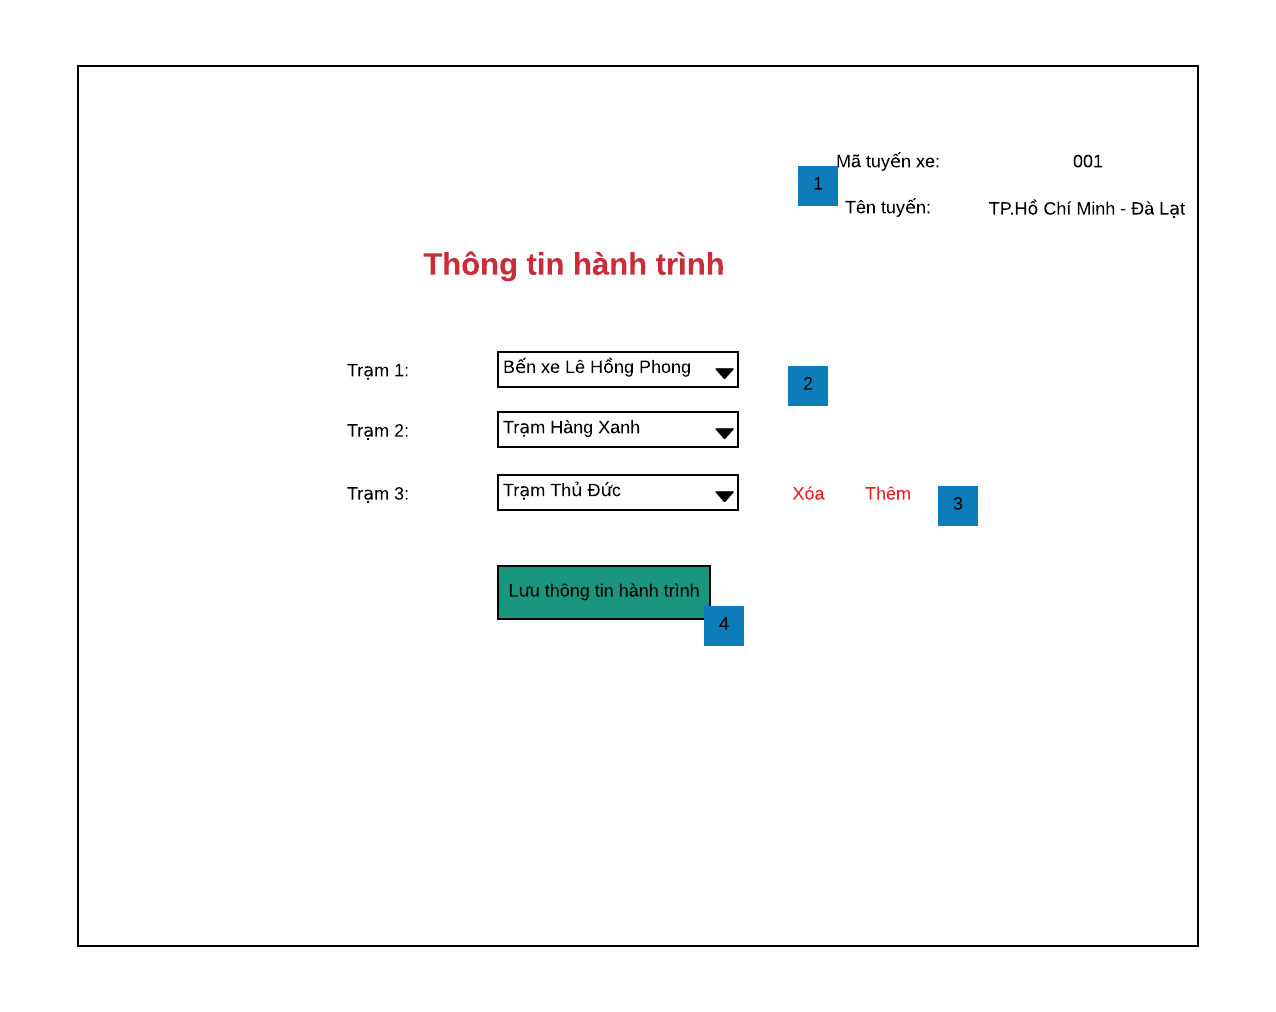 Mã tuyến xe: 001
1
Tên tuyến: TP.Hồ Chí Minh - Đà Lạt
Thông tin hành trình
Trạm 1: Bến xe Lê Hồng Phong
2
Trạm 2: Trạm Hàng Xanh
Trạm 3: Trạm Thủ Đức Xóa Thêm 3
Lưu thông tin hành trình
4